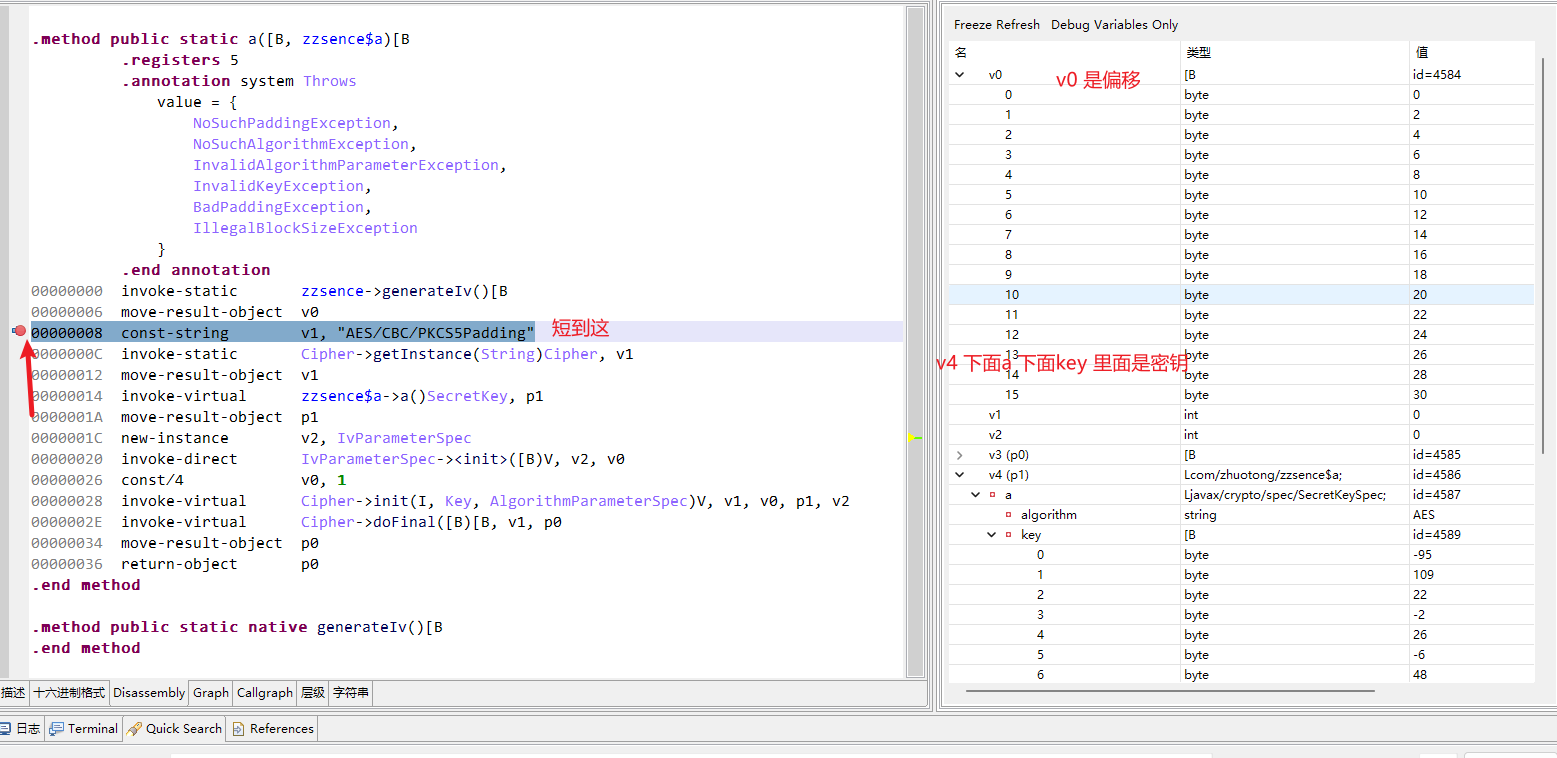 .method public static a([B, zzsence$a)[B
.registers 5
.annotation system Throws
value = {
NoSuchPaddingException,
NoSuchAlgorithmException,
InvalidAlgorithmParameterException,
InvalidKeyException,
BadPaddingException,
IllegalBlockSizeException
}
.end annotation
00000000 invoke-static zzsence->generateIv()[B
00000006 move-result-object v0
00000008 const-string v1, "AES/CBC/PKCS5Padding" 短到这
0000000C invoke-static Cipher->getInstance(String)Cipher, v1
00000012 move-result-object v1
00000014 invoke-virtual zzsence$a->a()SecretKey, p1
0000001A move-result-object p1
0000001C new-instance v2, IvParameterSpec
00000020 invoke-direct IvParameterSpec-><init>([B)V, v2, v0
00000026 const/4 v0, 1
00000028 invoke-virtual Cipher->init(I, Key, AlgorithmParameterSpec)V, v1, v0, p1, v2
0000002E invoke-virtual Cipher->doFinal([B)[B, v1, p0
00000034 move-result-object p0
00000036 return-object p0
.end method
.method public static native generateIv()[B
.end method
描述 十六进制格式 Disassembly Graph Callgraph 层级 字符串
日志 Terminal Quick Search References
Freeze Refresh Debug Variables Only
名 类型 值
v0 [B id=4584
v0 是偏移
0 byte 0
1 byte 2
2 byte 4
3 byte 6
4 byte 8
5 byte 10
6 byte 12
7 byte 14
8 byte 16
9 byte 18
10 byte 20
11 byte 22
12 byte 24
13 byte 26
v4 下面a 下面key 里面是密钥
14 byte 28
15 byte 30
v1 int 0
v2 int 0
v3 (p0) [B id=4585
v4 (p1) Lcom/zhuotong/zzsence$a; id=4586
a Ljavax/crypto/spec/SecretKeySpec; id=4587
algorithm string AES
key [B id=4589
0 byte -95
1 byte 109
2 byte 22
3 byte -2
4 byte 26
5 byte -6
6 byte 48